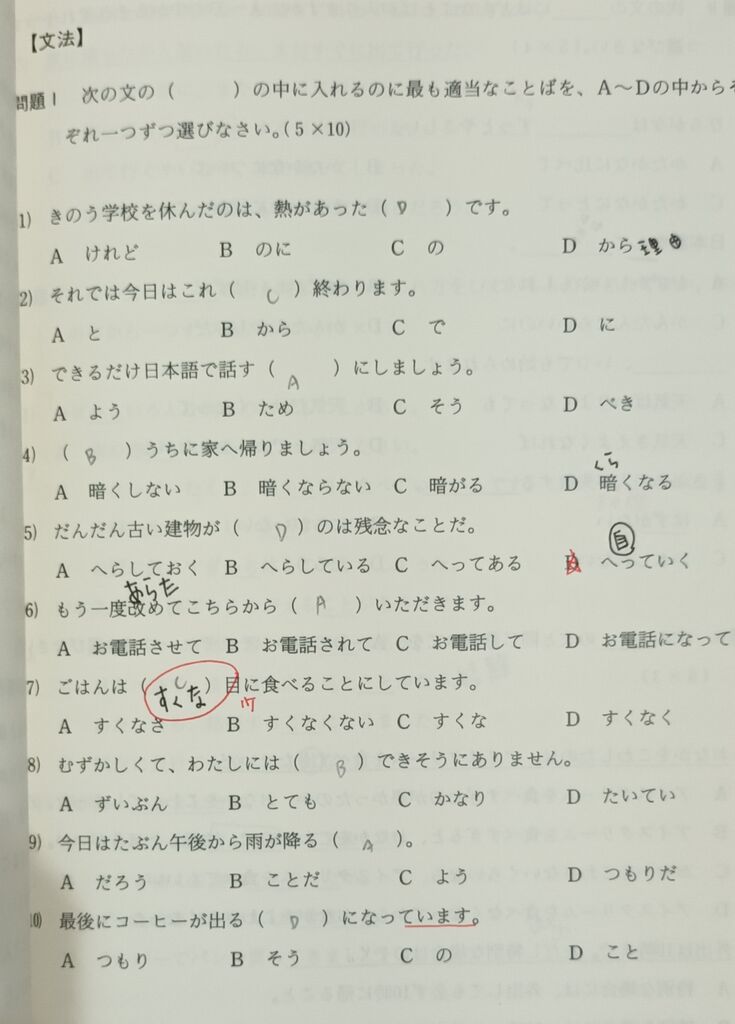 【文法】
問題Ⅰ 次の文の（ ）の中に入れるのに最も適当なことばを、A～Dの中からそ
ぞれ一つずつ選びなさい。(5×10)
1) きのう学校を休んだのは、熱があった（ D ）です。
A けれど B のに C の D から 理由
2) それでは今日はこれ（ C ）終わります。
A と B から C で D に
3) できるだけ日本語で話す（ A ）にしましょう。
A よう B ため C そう D べき
4) （ B ）うちに家へ帰りましょう。
くら
A 暗くしない B 暗くならない C 暗がる D 暗くなる
5) だんだん古い建物が（ D ）のは残念なことだ。
自
A へらしておく B へらしている C へってある D へっていく
あらた
6) もう一度改めてこちらから（ A ）いただきます。
A お電話させて B お電話されて C お電話して D お電話になって
7) ごはんは（ C すくな ）目に食べることにしています。
A すくなさ B すくなくない C すくな D すくなく
8) むずかしくて、わたしには（ B ）できそうにありません。
A ずいぶん B とても C かなり D たいてい
9) 今日はたぶん午後から雨が降る（ A ）。
A だろう B ことだ C よう D つもりだ
10) 最後にコーヒーが出る（ D ）になっています。
A つもり B そう C の D こと